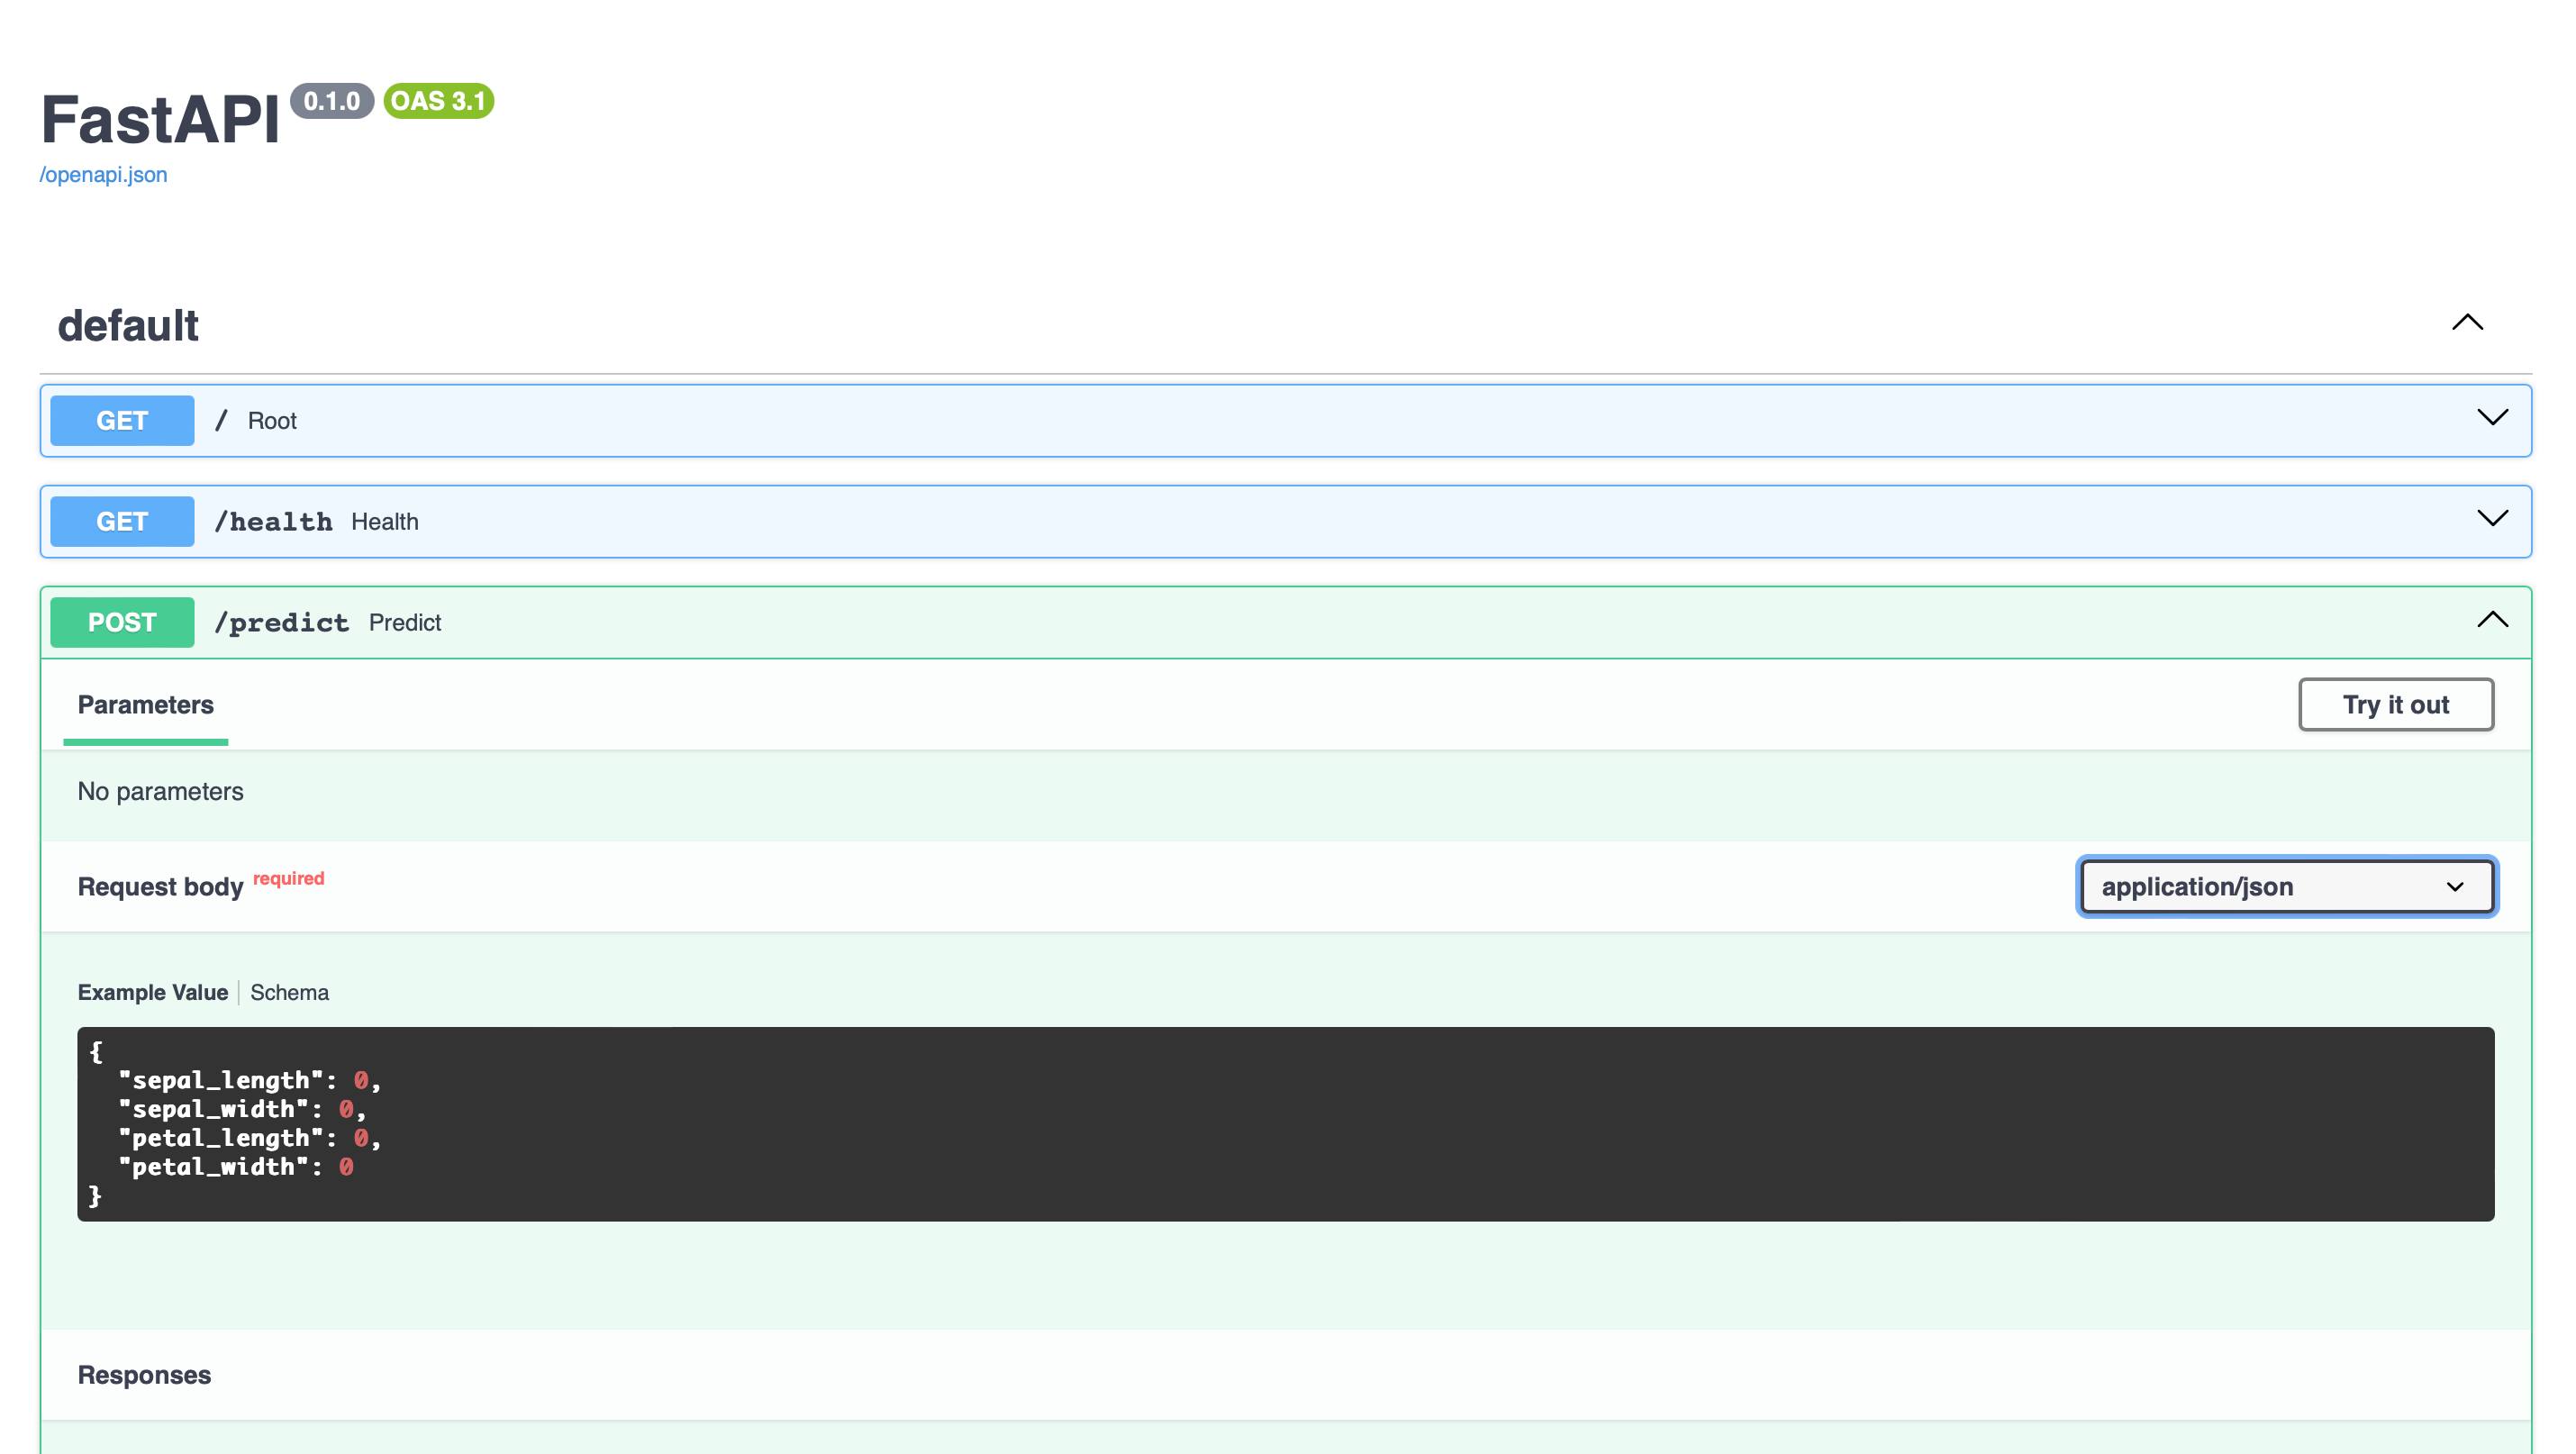 FastAPI 0.1.0 OAS 3.1
/openapi.json
default
GET / Root
GET /health Health
POST /predict Predict
Parameters Try it out
No parameters
Request body required application/json
Example Value Schema
{
  "sepal_length": 0,
  "sepal_width": 0,
  "petal_length": 0,
  "petal_width": 0
}
Responses